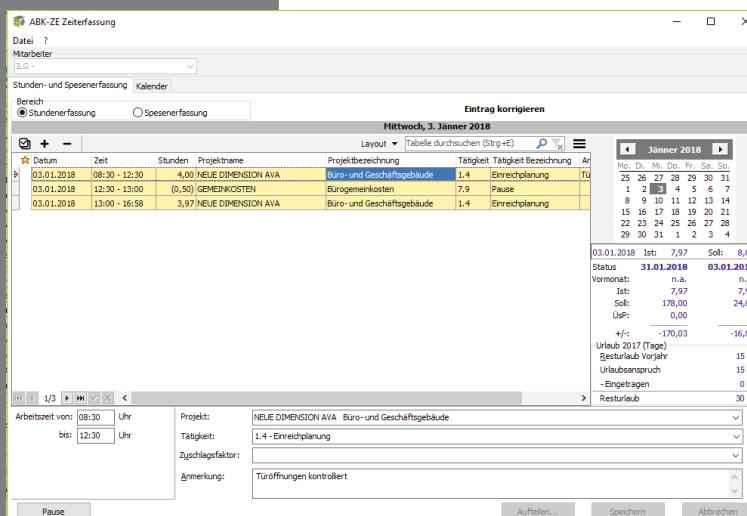 ABK-ZE Zeiterfassung
Datei ?
Mitarbeiter
ILG -
Stunden- und Spesenerfassung Kalender
Bereich
Stundenerfassung Spesenerfassung Eintrag korrigieren
Mittwoch, 3. Jänner 2018
Layout Tabelle durchsuchen (Strg+E)
Datum Zeit Stunden Projektname Projektbezeichnung Tätigkeit Tätigkeit Bezeichnung
03.01.2018 08:30 - 12:30 4,00 NEUE DIMENSION AVA Büro- und Geschäftsgebäude 1.4 Einreichplanung
03.01.2018 12:30 - 13:00 (0,50) GEMEINKOSTEN Bürogemeinkosten 7.9 Pause
03.01.2018 13:00 - 16:58 3,97 NEUE DIMENSION AVA Büro- und Geschäftsgebäude 1.4 Einreichplanung
1/3
Jänner 2018
Mo. Di. Mi. Do. Fr. Sa. So.
25 26 27 28 29 30 31
1 2 3 4 5 6 7
8 9 10 11 12 13 14
15 16 17 18 19 20 21
22 23 24 25 26 27 28
29 30 31 1 2 3 4
03.01.2018 Ist: 7,97 Soll:
Status 31.01.2018
Vormonat: n.a.
Ist: 7,97
Soll: 178,00
ÜsP: 0,00
+/-: -170,03
Urlaub 2017 (Tage)
Resturlaub Vorjahr 15
Urlaubsanspruch 15
- Eingetragen 0
Resturlaub 30
Arbeitszeit von: 08:30 Uhr
bis: 12:30 Uhr
Projekt: NEUE DIMENSION AVA Büro- und Geschäftsgebäude
Tätigkeit: 1.4 - Einreichplanung
Zuschlagsfaktor:
Anmerkung: Türöffnungen kontrolliert
Pause Aufteilen... Speichern Abbrechen